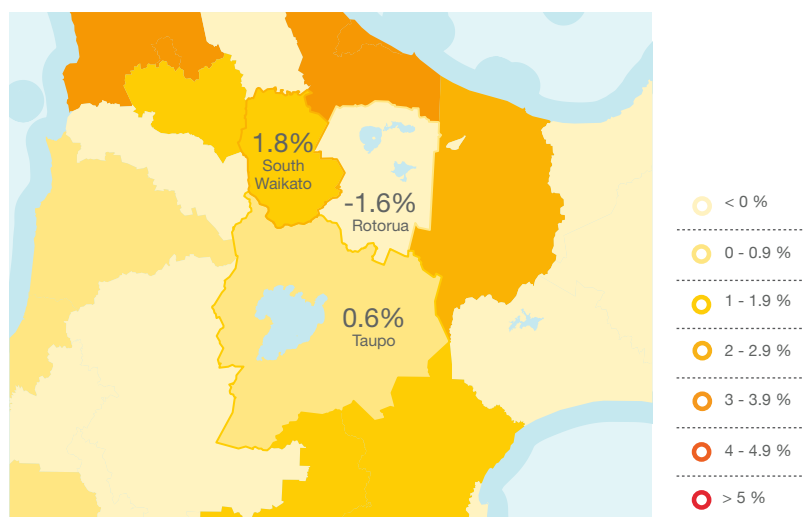 1.8%
South
Waikato
-1.6%
Rotorua
0.6%
Taupo
< 0 %
0 - 0.9 %
1 - 1.9 %
2 - 2.9 %
3 - 3.9 %
4 - 4.9 %
> 5 %